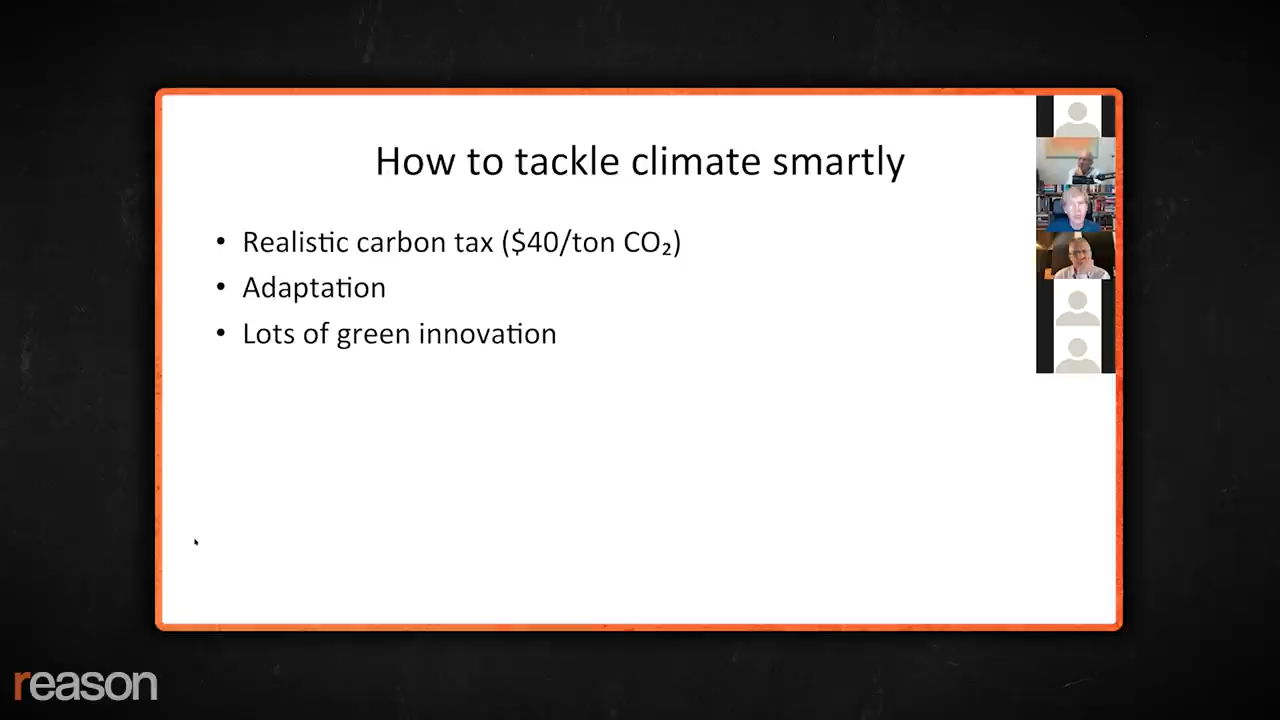 How to tackle climate smartly
• Realistic carbon tax ($40/ton CO₂)
• Adaptation
• Lots of green innovation
reason